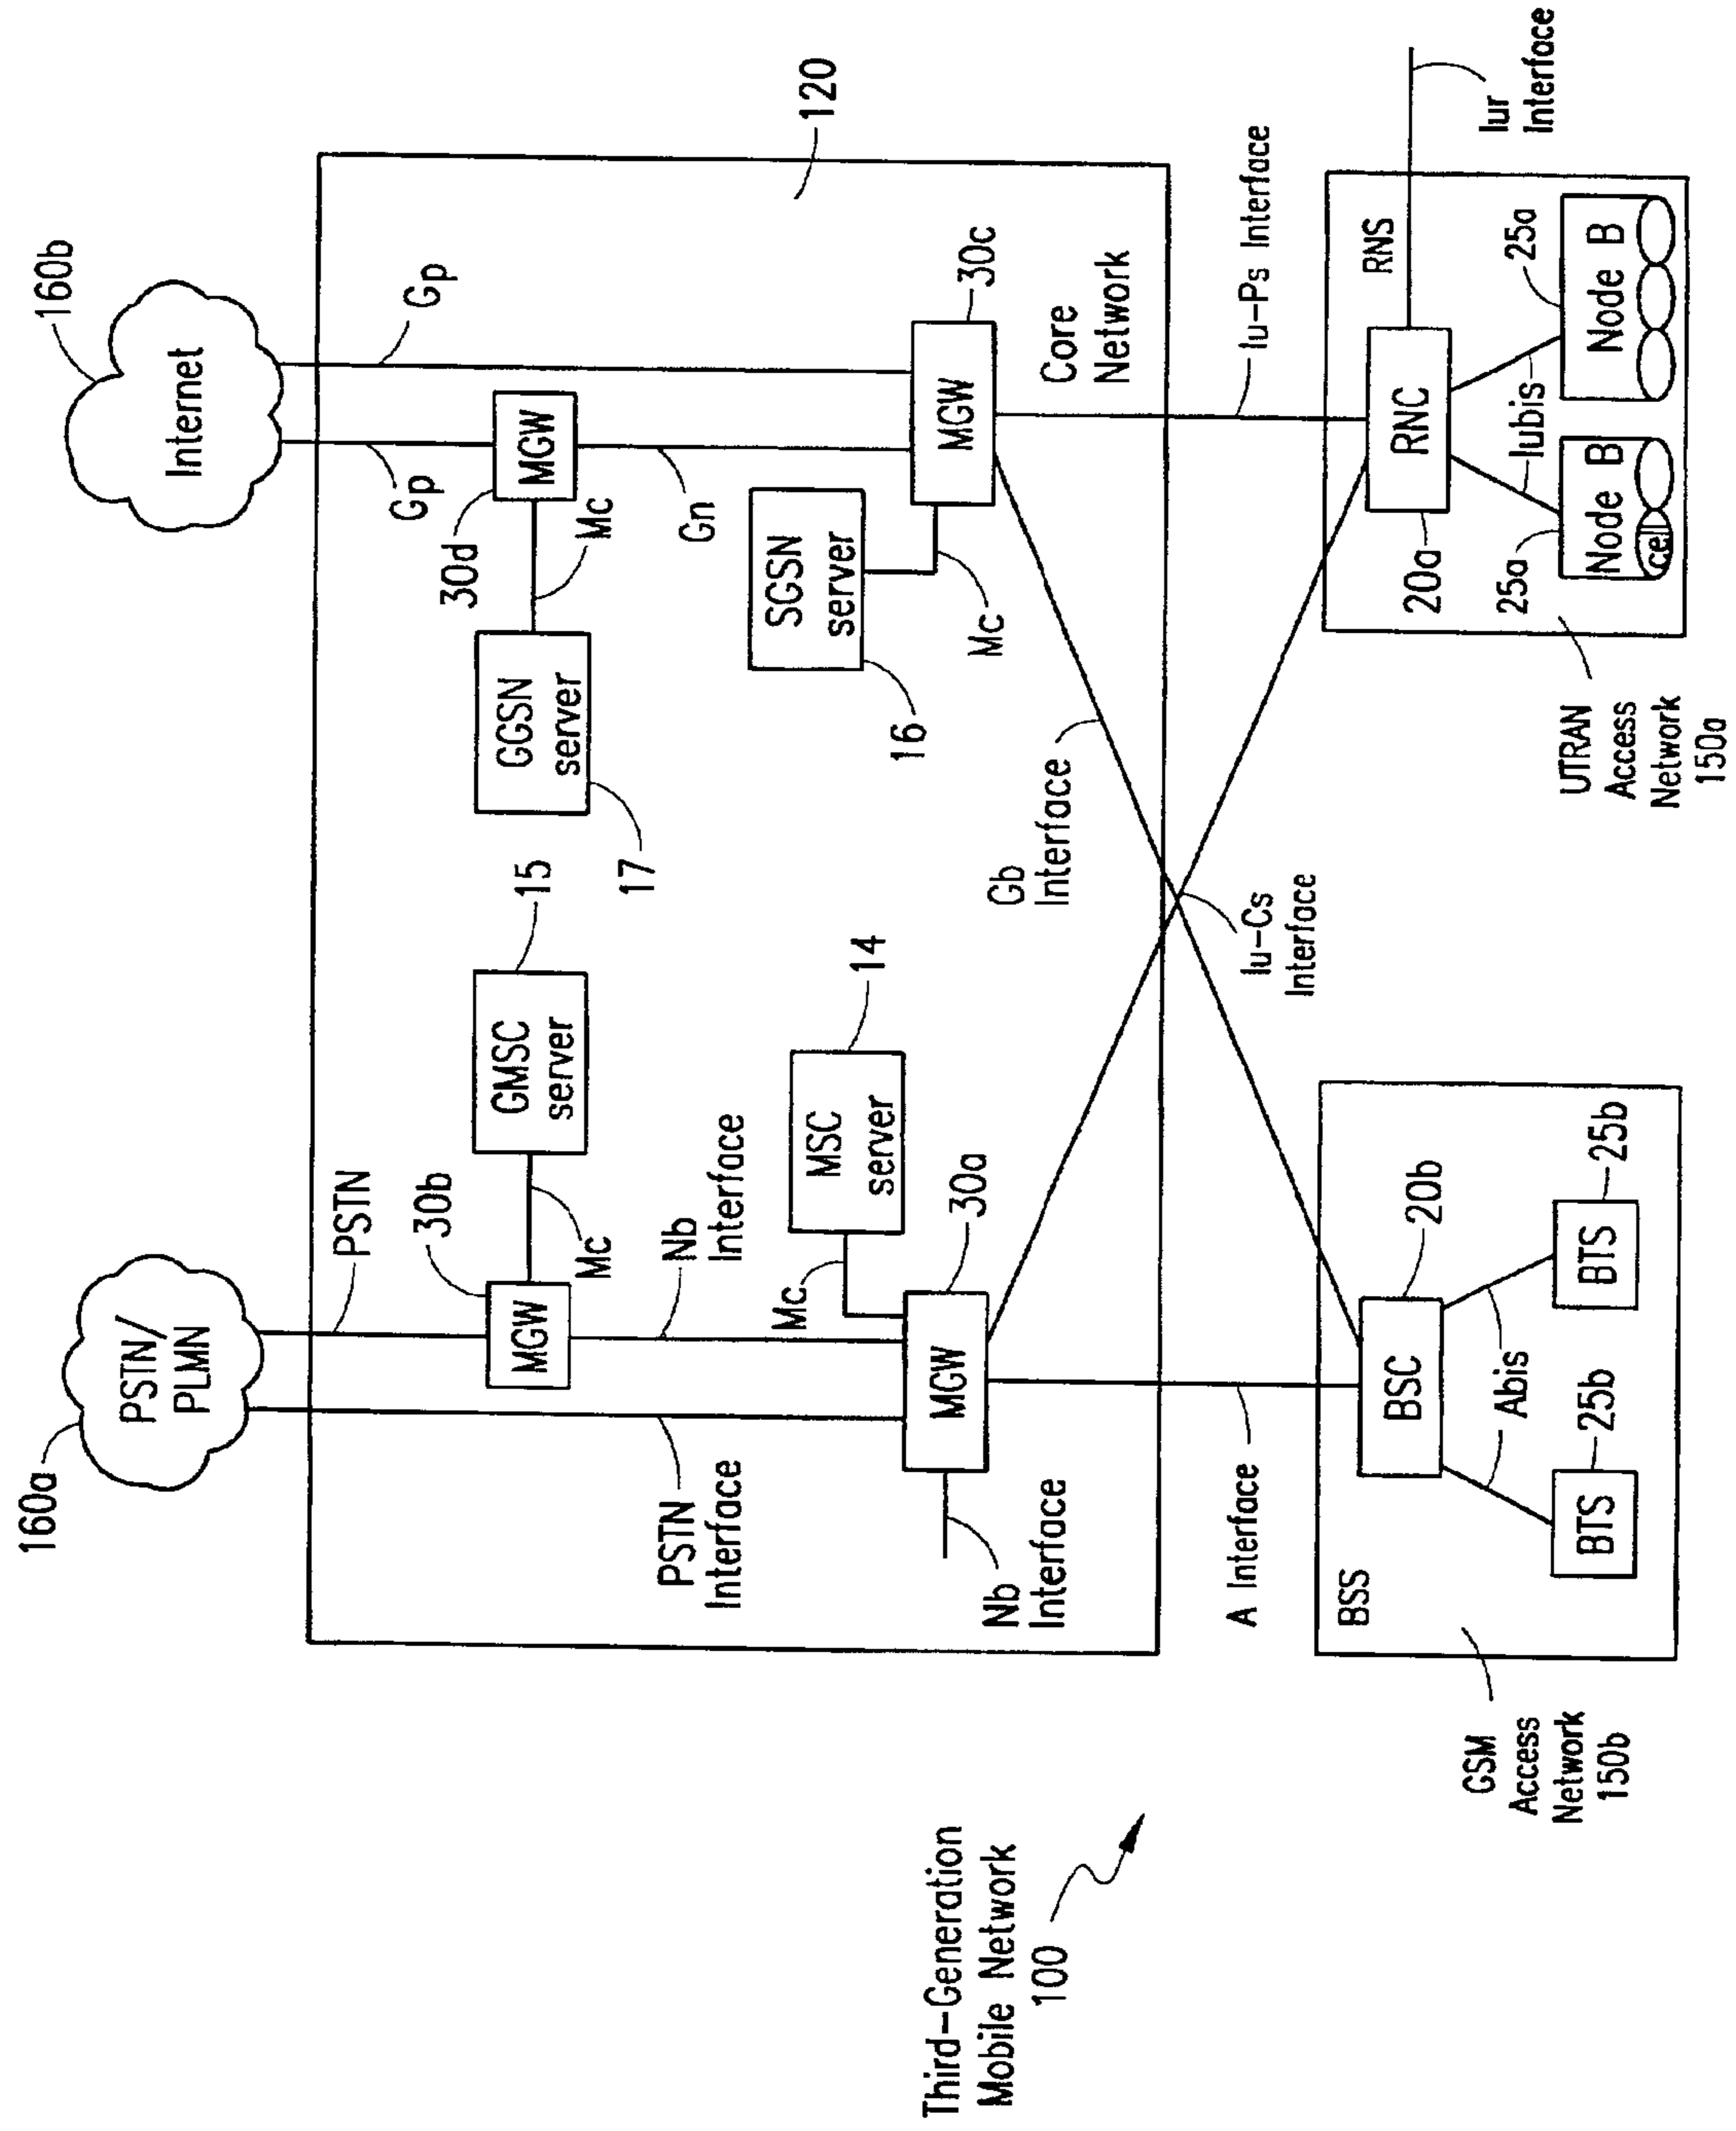 Third-Generation
Mobile Network
100
160a
PSTN/
PLMN
PSTN
160b
Internet
Gp
Gp
120
30b
MGW
Mc
GMSC
server
15
GGSN
server
17
Mc
30d
MGW
PSTN
Interface
Nb
Interface
Gn
Mc
MSC
server
14
SGSN
server
16
Mc
MGW
30a
MGW
30c
Nb
Interface
Gb
Interface
Core
Network
A Interface
Iu-Cs
Interface
Iu-Ps Interface
BSS
BSC
20b
Abis
BTS
25b
BTS
25b
GSM
Access
Network
150b
RNS
RNC
20a
Iur
Interface
Iubis
25a
Node B
cell
25a
Node B
UTRAN
Access
Network
150a